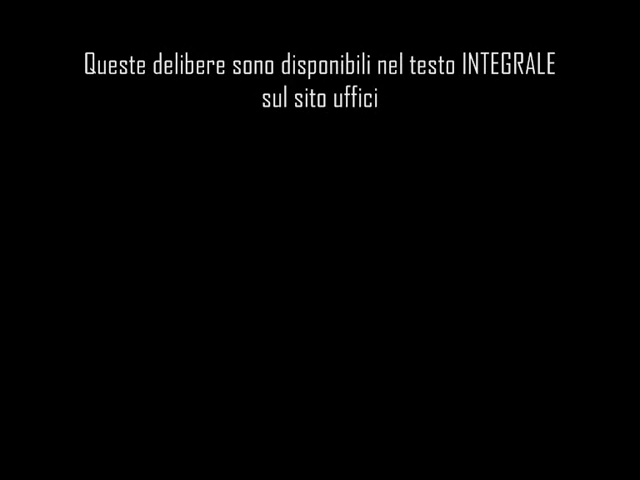 Queste delibere sono disponibili nel testo INTEGRALE
sul sito uffici